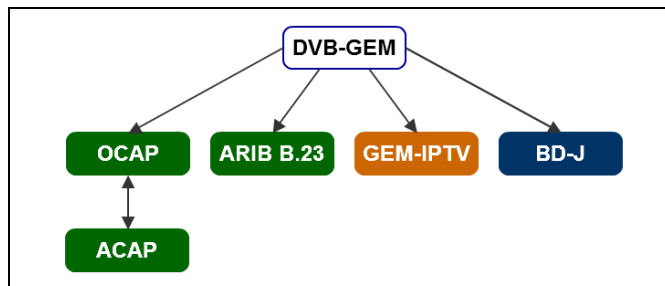 DVB-GEM
OCAP
ARIB B.23
GEM-IPTV
BD-J
ACAP